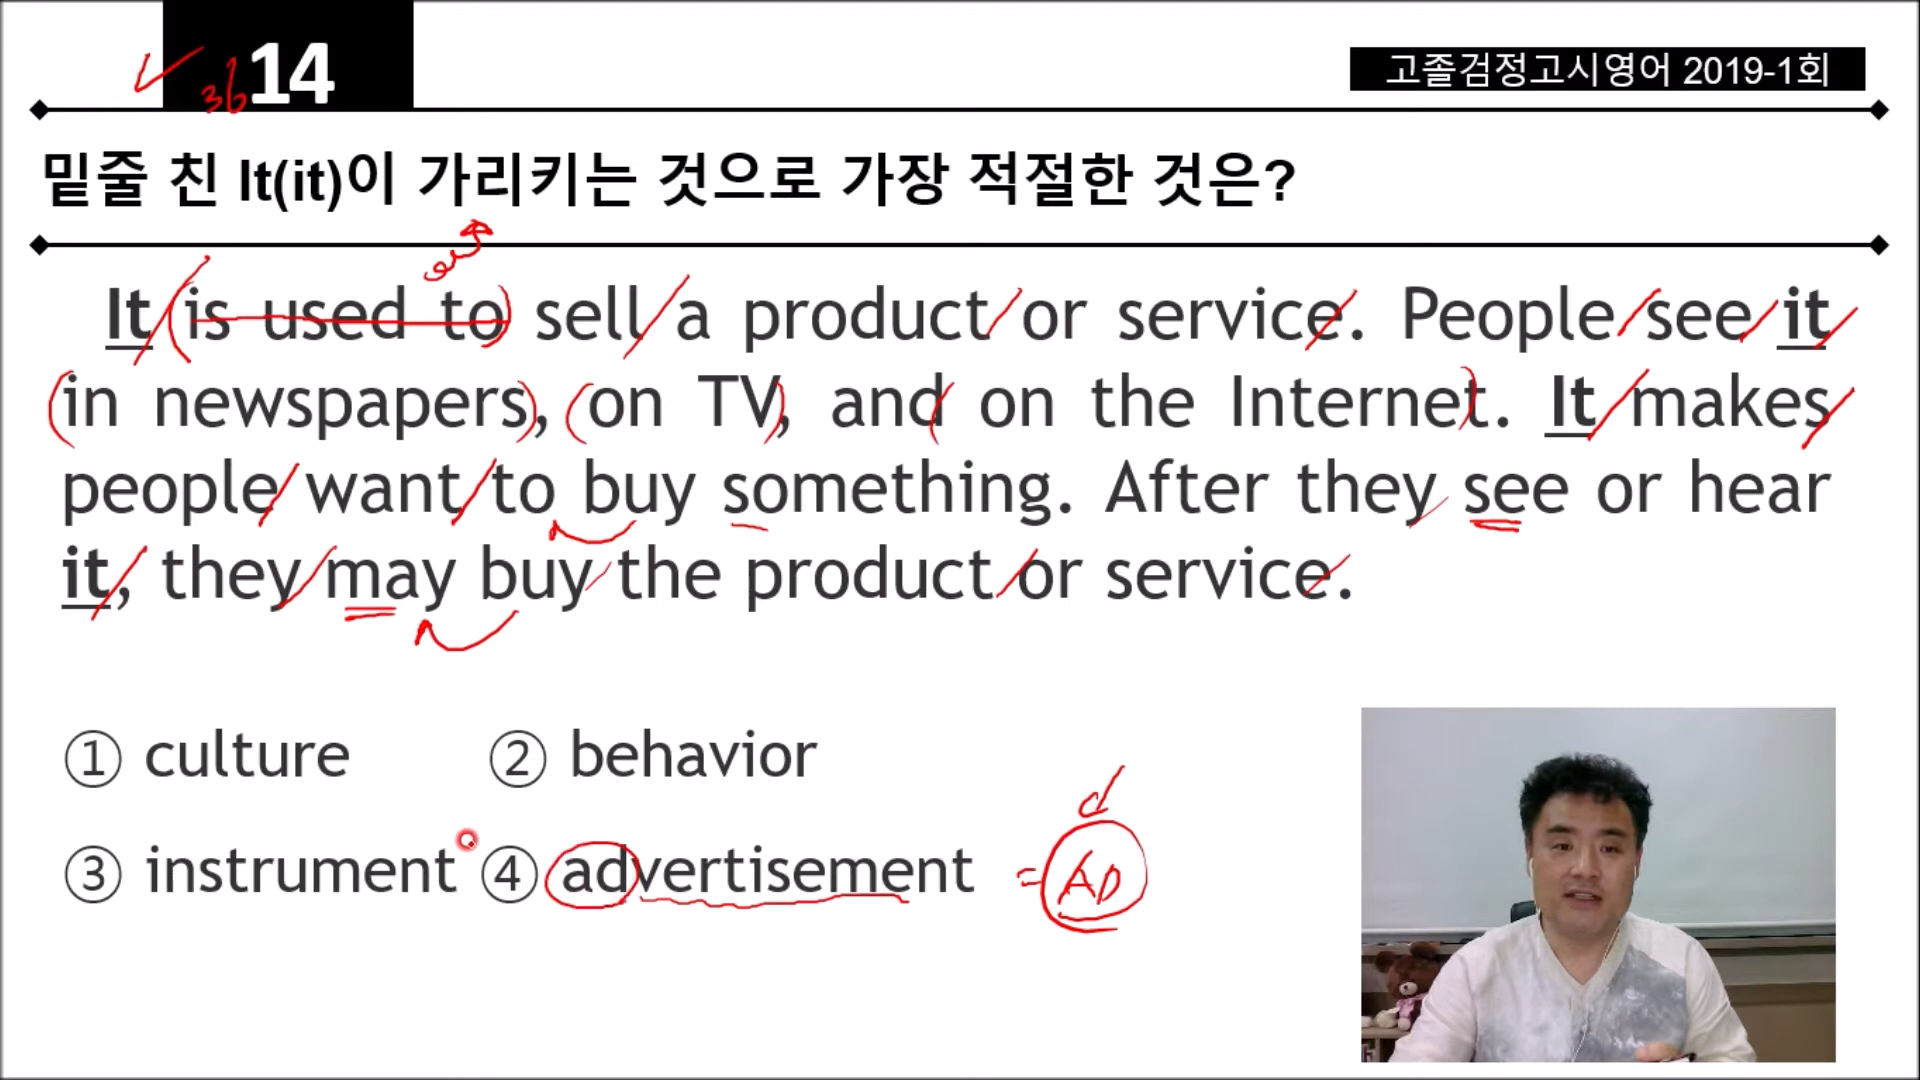 36 14
고졸검정고시영어 2019-1회
밑줄 친 It(it)이 가리키는 것으로 가장 적절한 것은?
It is used to sell a product or service. People see it
in newspapers, on TV, and on the Internet. It makes
people want to buy something. After they see or hear
it, they may buy the product or service.
① culture ② behavior
③ instrument ④ advertisement = AD